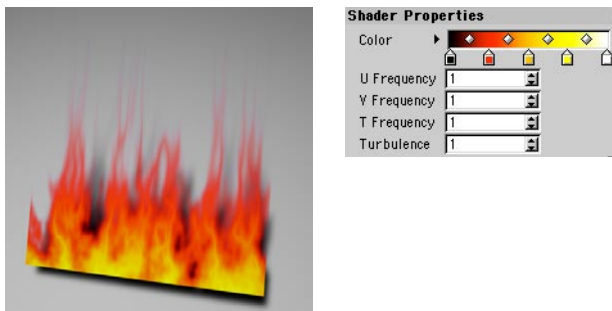 Shader Properties
Color
U Frequency 1
V Frequency 1
T Frequency 1
Turbulence 1